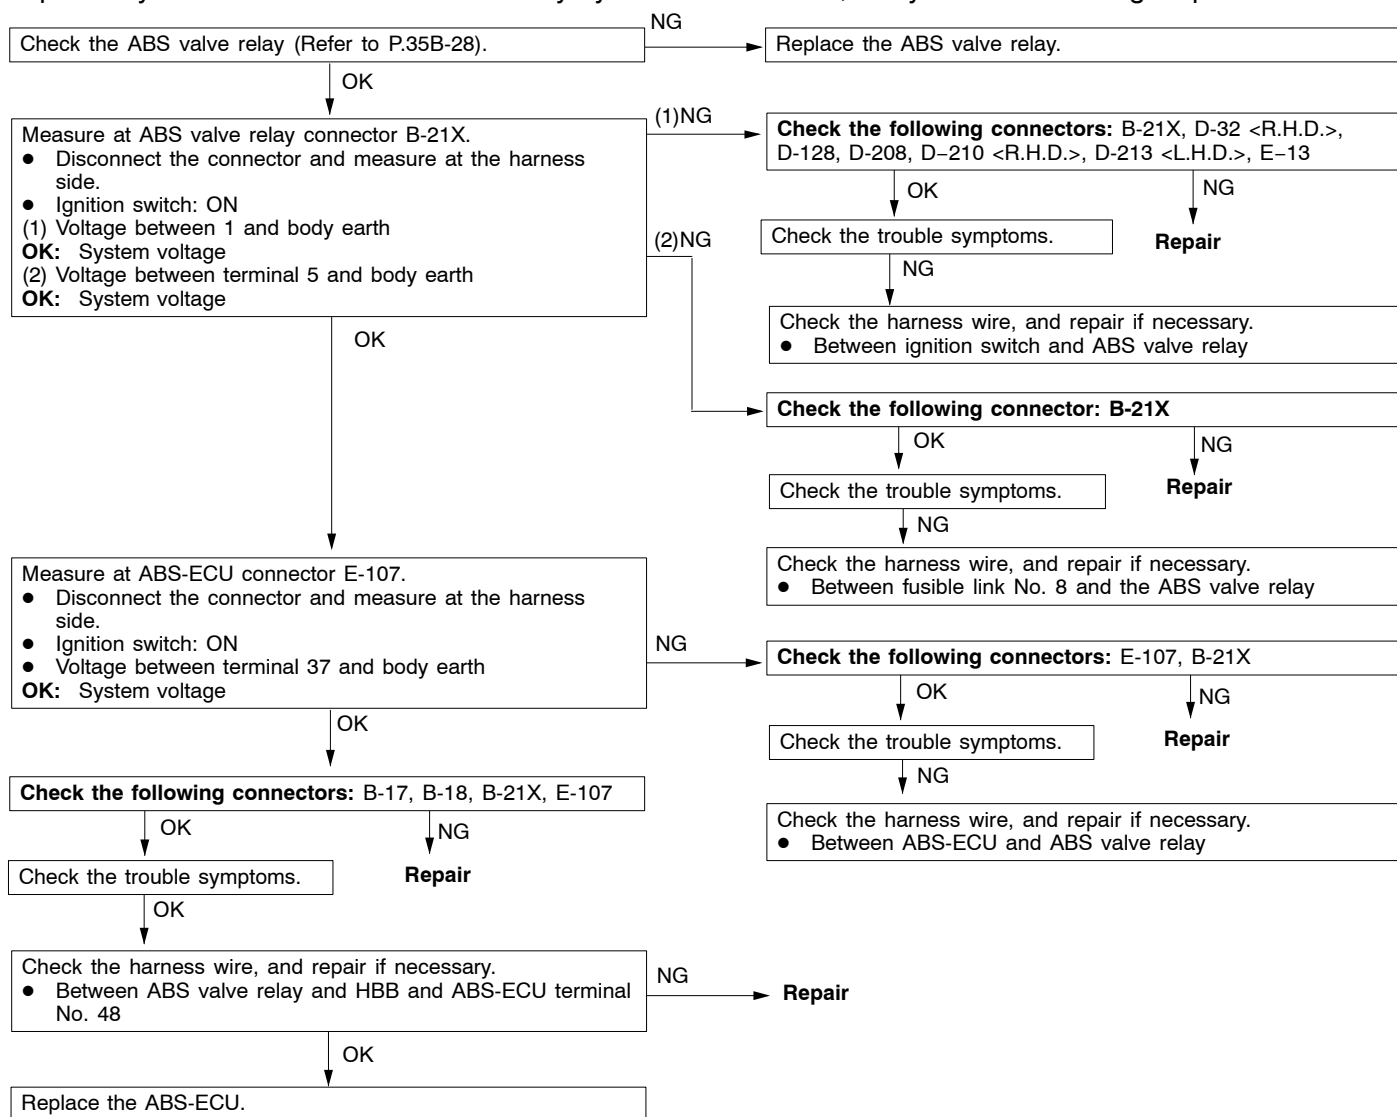 NG
Check the ABS valve relay (Refer to P.35B-28).
Replace the ABS valve relay.
OK
Measure at ABS valve relay connector B-21X.
● Disconnect the connector and measure at the harness
side.
● Ignition switch: ON
(1) Voltage between 1 and body earth
OK: System voltage
(2) Voltage between terminal 5 and body earth
OK: System voltage
(1)NG
Check the following connectors: B-21X, D-32 <R.H.D.>,
D-128, D-208, D−210 <R.H.D.>, D-213 <L.H.D.>, E−13
OK
NG
Check the trouble symptoms.
Repair
NG
Check the harness wire, and repair if necessary.
● Between ignition switch and ABS valve relay
(2)NG
Check the following connector: B-21X
OK
NG
Check the trouble symptoms.
Repair
NG
Check the harness wire, and repair if necessary.
● Between fusible link No. 8 and the ABS valve relay
OK
Measure at ABS-ECU connector E-107.
● Disconnect the connector and measure at the harness
side.
● Ignition switch: ON
● Voltage between terminal 37 and body earth
OK: System voltage
NG
Check the following connectors: E-107, B-21X
OK
NG
Check the trouble symptoms.
Repair
NG
Check the harness wire, and repair if necessary.
● Between ABS-ECU and ABS valve relay
OK
Check the following connectors: B-17, B-18, B-21X, E-107
OK
NG
Check the trouble symptoms.
Repair
OK
Check the harness wire, and repair if necessary.
● Between ABS valve relay and HBB and ABS-ECU terminal
No. 48
NG
Repair
OK
Replace the ABS-ECU.